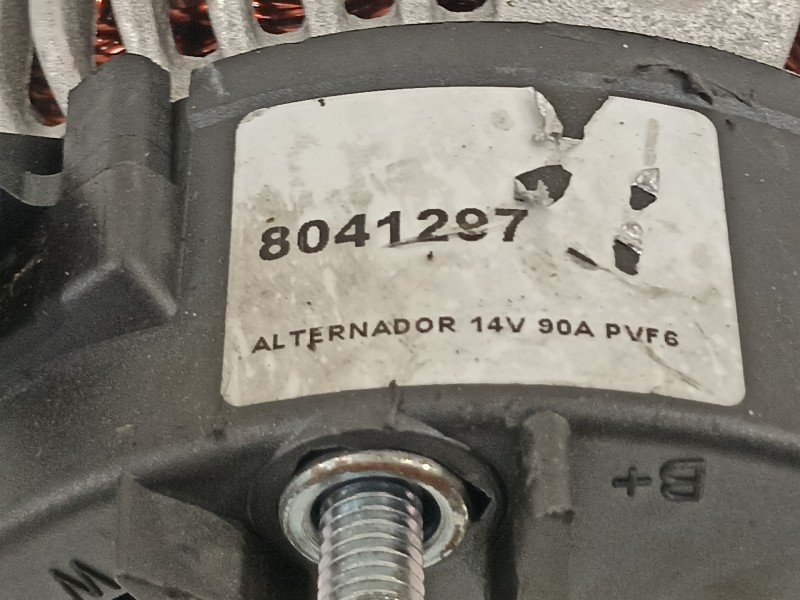 8041297
ALTERNADOR 14V 90A PVF6
B+
W